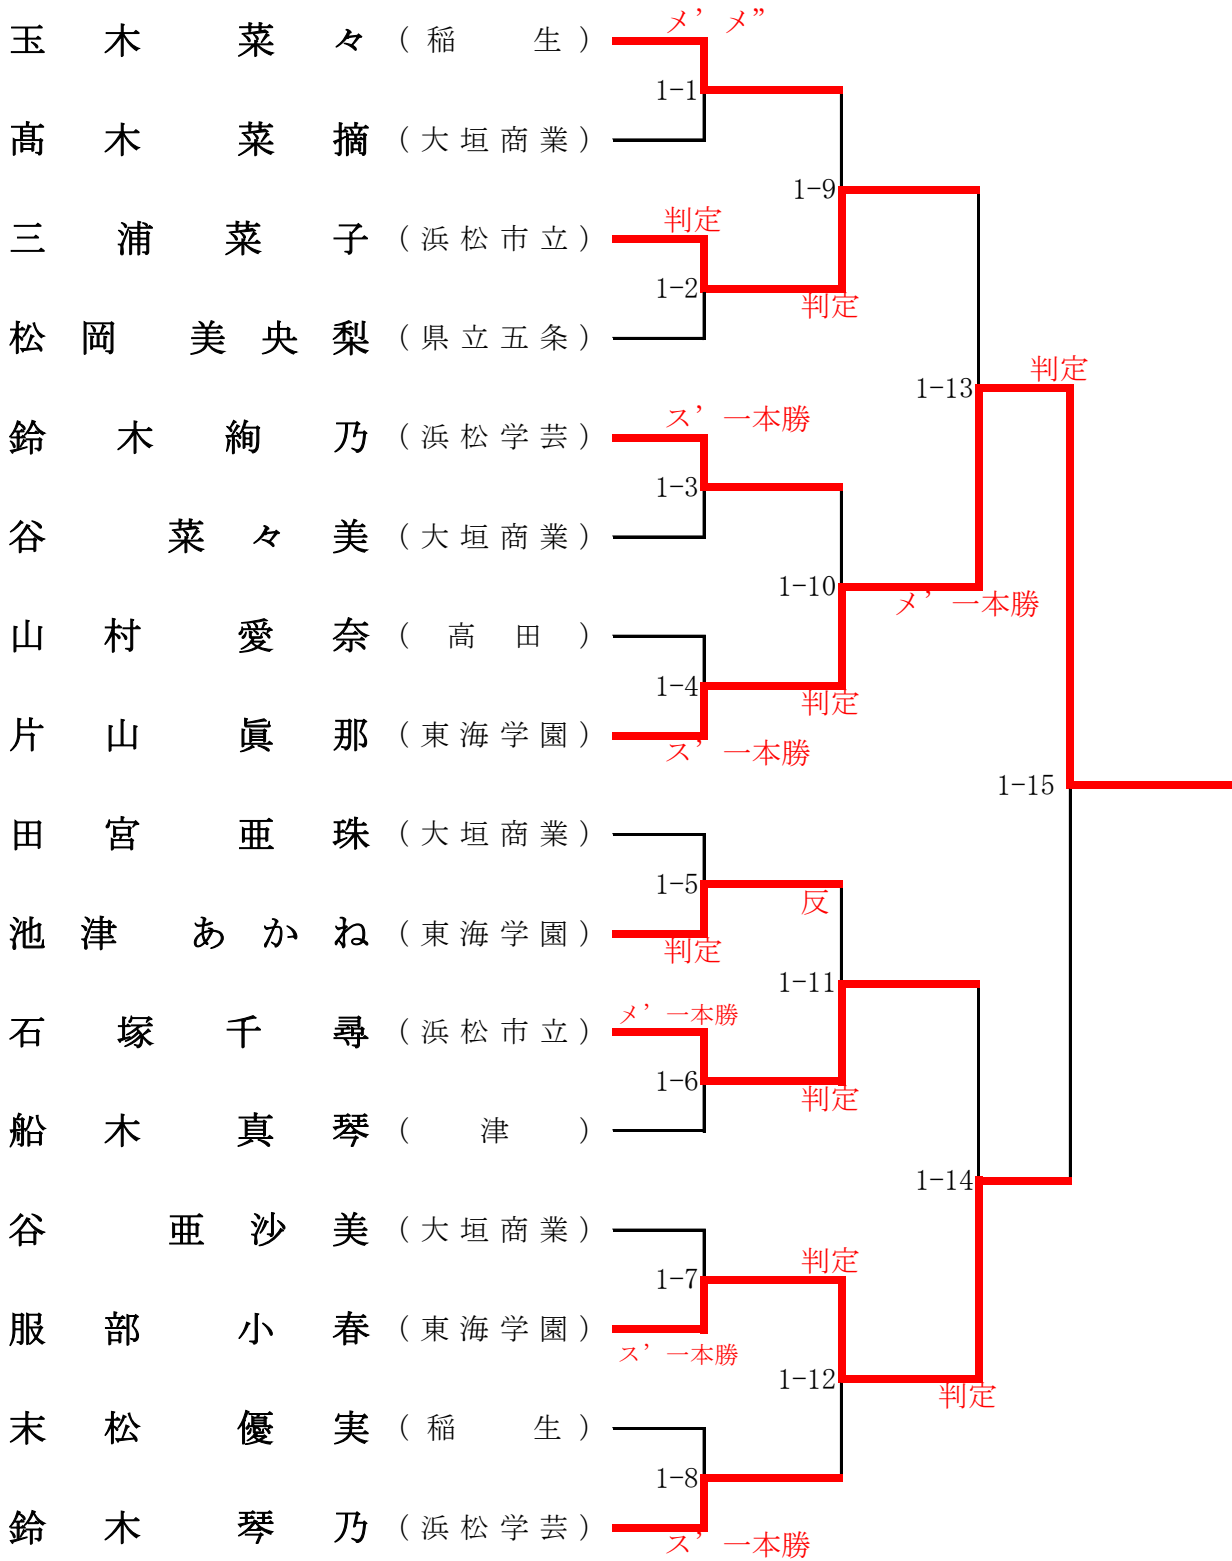 メ’ メ”
玉木 菜々 (稲 生)
1-1
髙木 菜摘 (大垣商業)
1-9
判定
三浦菜子 (浜松市立)
1-2
判定
松岡 美央梨 (県立五条)
判定
1-13
ス’ 一本勝
鈴木絢乃 (浜松学芸)
1-3
谷 菜々美 (大垣商業)
1-10
メ’ 一本勝
山村 愛奈 (高田)
1-4
判定
片山 眞那 (東海学園)
ス’ 一本勝
1-15
田宮 亜珠 (大垣商業)
1-5
反
池津 あかね (東海学園)
判定
1-11
メ’ 一本勝
石塚千尋 (浜松市立)
1-6
判定
船木 真琴 (津)
1-14
谷 亜沙美 (大垣商業)
判定
1-7
服部 小春 (東海学園)
ス’ 一本勝
1-12
判定
末松 優実 (稲 生)
1-8
鈴木 琴乃 (浜松学芸)
ス’ 一本勝